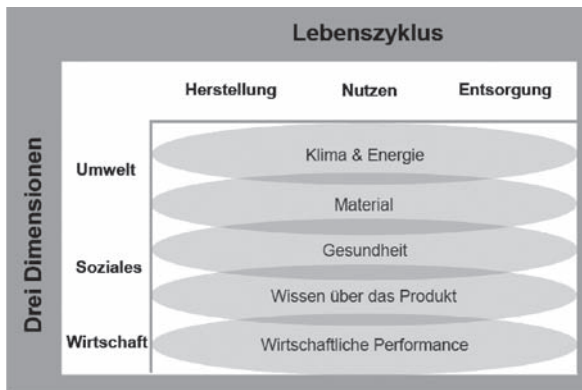 Lebenszyklus
Herstellung Nutzen Entsorgung
Drei Dimensionen
Umwelt
Klima & Energie
Material
Soziales
Gesundheit
Wissen über das Produkt
Wirtschaft
Wirtschaftliche Performance